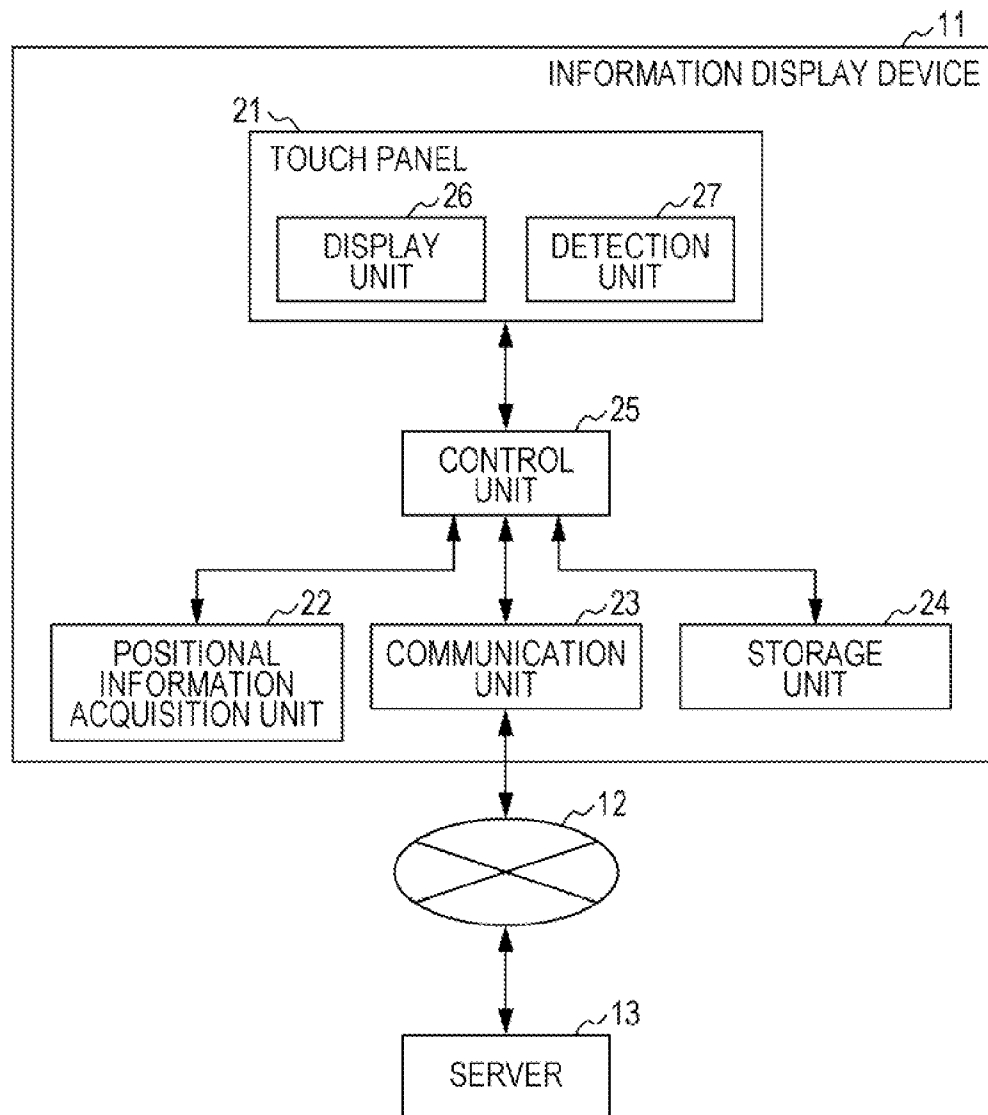 11
INFORMATION DISPLAY DEVICE
21
TOUCH PANEL
26
DISPLAY
UNIT
27
DETECTION
UNIT
25
CONTROL
UNIT
22
POSITIONAL
INFORMATION
ACQUISITION UNIT
23
COMMUNICATION
UNIT
24
STORAGE
UNIT
12
13
SERVER